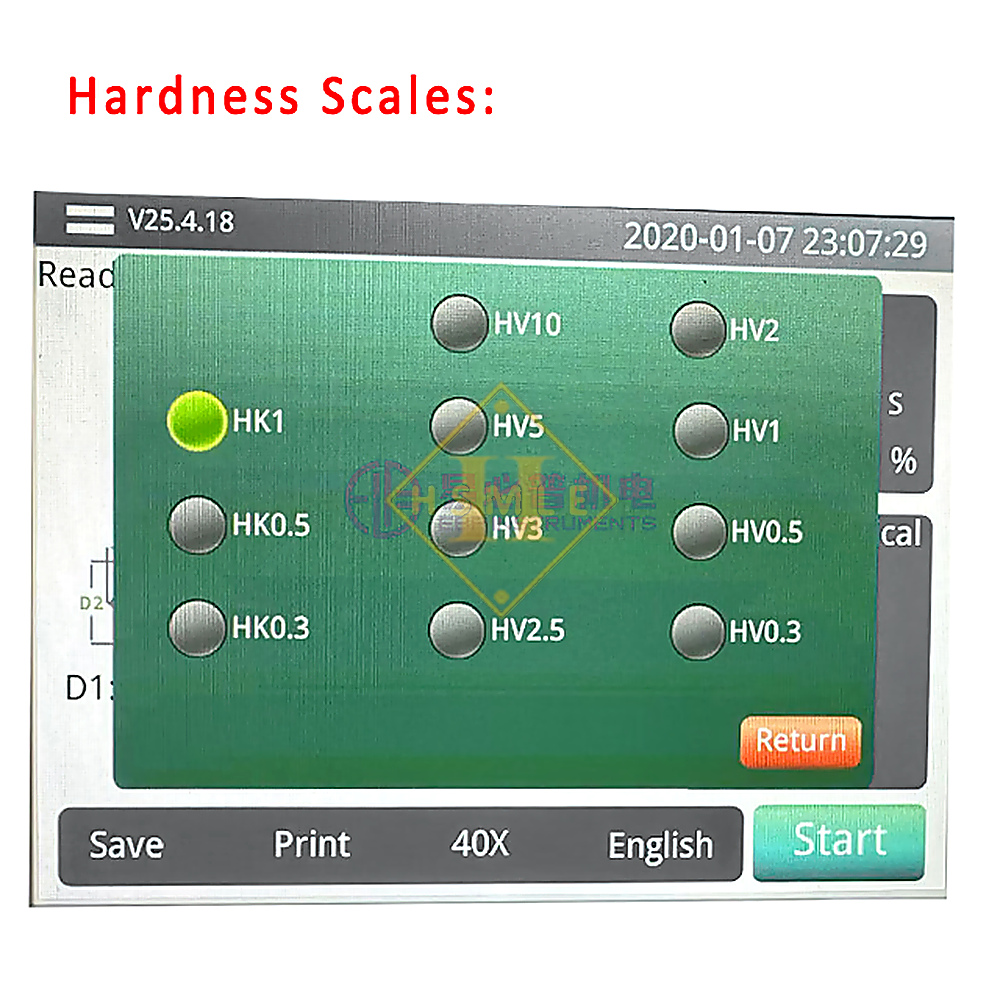 Hardness Scales:
V25.4.18
2020-01-07 23:07:29
Read
HV10
HV2
S
HK1
HV5
HV1
%
HSMLE
HK0.5
HV3
HV0.5
cal
D2
HK0.3
HV2.5
HV0.3
D1:
Return
Save
Print
40X
English
Start